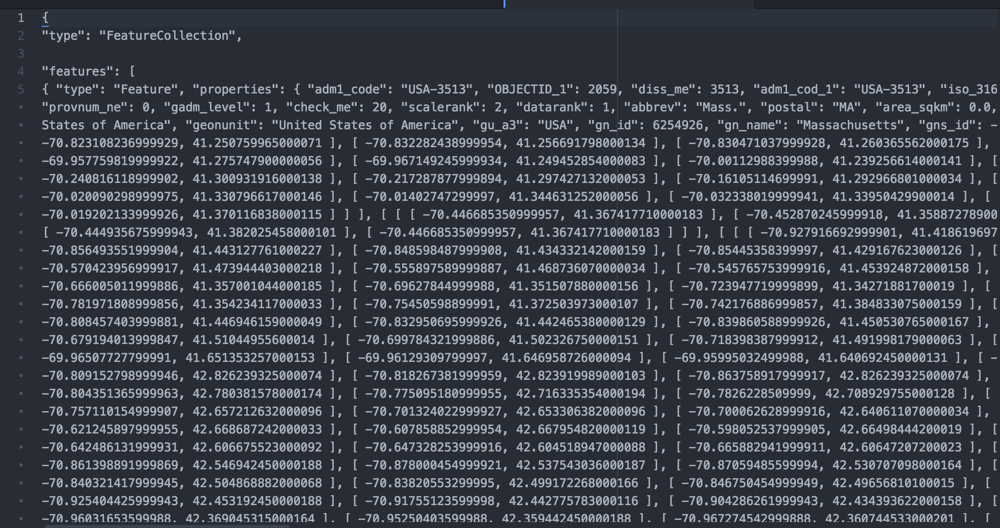 1 {
2 "type": "FeatureCollection",
3
4 "features": [
5 { "type": "Feature", "properties": { "adm1_code": "USA-3513", "OBJECTID_1": 2059, "diss_me": 3513, "adm1_cod_1": "USA-3513", "iso_316
"provnum_ne": 0, "gadm_level": 1, "check_me": 20, "scalerank": 2, "datarank": 1, "abbrev": "Mass.", "postal": "MA", "area_sqkm": 0.0,
States of America", "geonunit": "United States of America", "gu_a3": "USA", "gn_id": 6254926, "gn_name": "Massachusetts", "gns_id": -
-70.823108236999929, 41.250759965000071 ], [ -70.832282438999954, 41.256691798000134 ], [ -70.830471037999928, 41.260365562000175 ],
-69.957759819999922, 41.275747900000056 ], [ -69.967149245999934, 41.249452854000083 ], [ -70.00112988399988, 41.239256614000141 ], [
-70.240816118999902, 41.300931916000138 ], [ -70.217287877999894, 41.297427132000053 ], [ -70.16105114699991, 41.292966801000034 ], [
-70.020090298999975, 41.330796617000146 ], [ -70.01402747299997, 41.344631252000056 ], [ -70.032338019999941, 41.33950429900014 ], [
-70.019202133999926, 41.370116838000115 ] ] ], [ [ [ -70.446685350999957, 41.367417710000183 ], [ -70.452870245999918, 41.35887278900
[ -70.444935675999943, 41.382025458000101 ], [ -70.446685350999957, 41.367417710000183 ] ] ], [ [ [ -70.927916692999901, 41.418619697
-70.856493551999904, 41.443127761000227 ], [ -70.848598487999908, 41.434332142000159 ], [ -70.85445358399997, 41.429167623000126 ], [
-70.570423956999917, 41.473944403000218 ], [ -70.555897589999887, 41.468736070000034 ], [ -70.545765753999916, 41.453924872000158 ],
-70.666005011999886, 41.357001044000185 ], [ -70.69627844999988, 41.351507880000156 ], [ -70.723947719999899, 41.34271881700019 ], [
-70.781971808999856, 41.354234117000033 ], [ -70.75450598899991, 41.372503973000107 ], [ -70.742176886999857, 41.384833075000159 ], [
-70.808457403999881, 41.446946159000049 ], [ -70.832950695999926, 41.442465380000129 ], [ -70.839860588999926, 41.450530765000167 ],
-70.679194013999847, 41.51044955600014 ], [ -70.699784321999886, 41.502326750000151 ], [ -70.718398387999912, 41.491998179000063 ], [
-69.96507727799991, 41.651353257000153 ], [ -69.96129309799997, 41.646958726000094 ], [ -69.95995032499988, 41.640692450000131 ], [ -
-70.809152798999946, 42.826239325000074 ], [ -70.818267381999959, 42.823919989000103 ], [ -70.863758917999917, 42.826239325000074 ],
-70.804351365999963, 42.780381578000174 ], [ -70.775095180999955, 42.716335354000194 ], [ -70.7826228509999, 42.708929755000128 ], [
-70.757110154999907, 42.657212632000096 ], [ -70.701324022999927, 42.653306382000096 ], [ -70.700062628999916, 42.640611070000034 ],
-70.621245897999955, 42.668687242000033 ], [ -70.607858852999954, 42.667954820000119 ], [ -70.598052537999905, 42.66498444200019 ], [
-70.642486131999931, 42.606675523000092 ], [ -70.647328253999916, 42.604518947000088 ], [ -70.665882941999911, 42.60647207200023 ], [
-70.861398891999869, 42.546942450000188 ], [ -70.878000454999921, 42.537543036000187 ], [ -70.87059485599994, 42.530707098000164 ], [
-70.840321417999945, 42.504868882000068 ], [ -70.83820553299995, 42.499172268000166 ], [ -70.846750454999949, 42.49656810100015 ], [
-70.925404425999943, 42.453192450000188 ], [ -70.91755123599998, 42.442775783000116 ], [ -70.904286261999943, 42.434393622000158 ], [
-70.96031653599988, 42.369045315000164 ], [ -70.95250403599988, 42.359442450000188 ], [ -70.967274542999888, 42.360744533000201 ], [